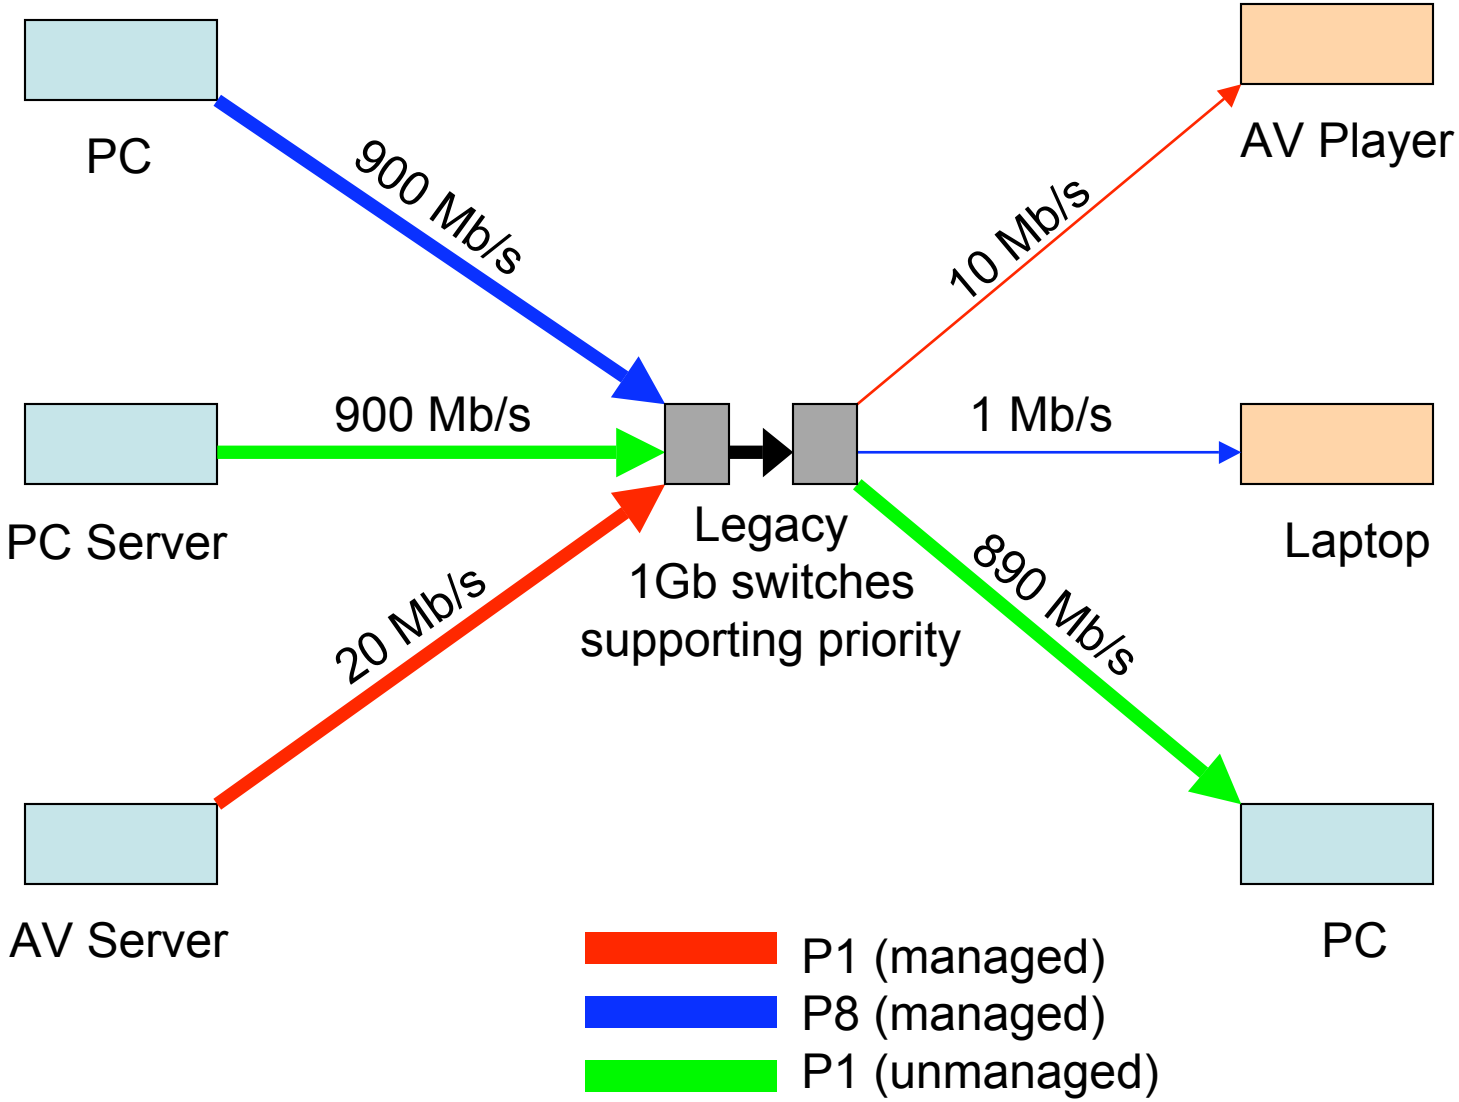 PC
900 Mb/s
10 Mb/s
AV Player
900 Mb/s
1 Mb/s
PC Server
Legacy
1Gb switches
supporting priority
Laptop
20 Mb/s
890 Mb/s
AV Server
PC
P1 (managed)
P8 (managed)
P1 (unmanaged)